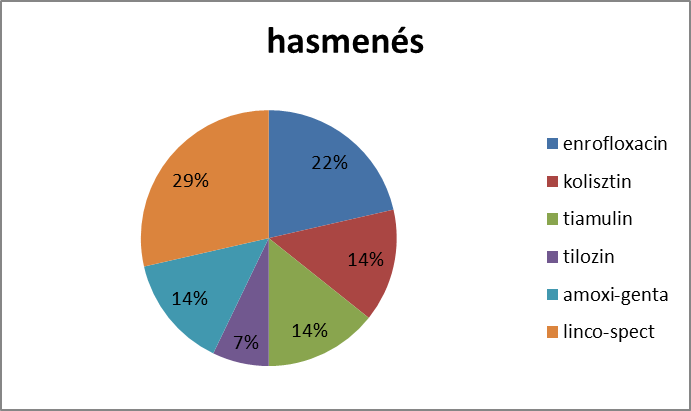 hasmenés
22%
14%
14%
7%
14%
29%
enrofloxacin
kolisztin
tiamulin
tilozin
amoxi-genta
linco-spect